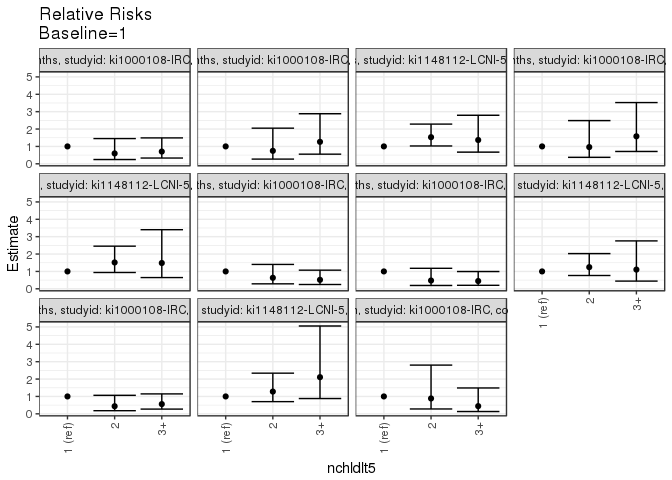 Relative Risks
Baseline=1
nths, studyid: ki1000108-IRC,
nths, studyid: ki1000108-IRC,
s, studyid: ki1148112-LCNI-5
nths, studyid: ki1000108-IRC,
5
4
3
2
1
0
, studyid: ki1148112-LCNI-5,
ths, studyid: ki1000108-IRC,
ths, studyid: ki1000108-IRC,
studyid: ki1148112-LCNI-5,
5
4
3
2
1
0
Estimate
ths, studyid: ki1000108-IRC,
studyid: ki1148112-LCNI-5,
n, studyid: ki1000108-IRC, co
5
4
3
2
1
0
1 (ref)
2
3+
1 (ref)
2
3+
1 (ref)
2
3+
1 (ref)
2
3+
nchldlt5